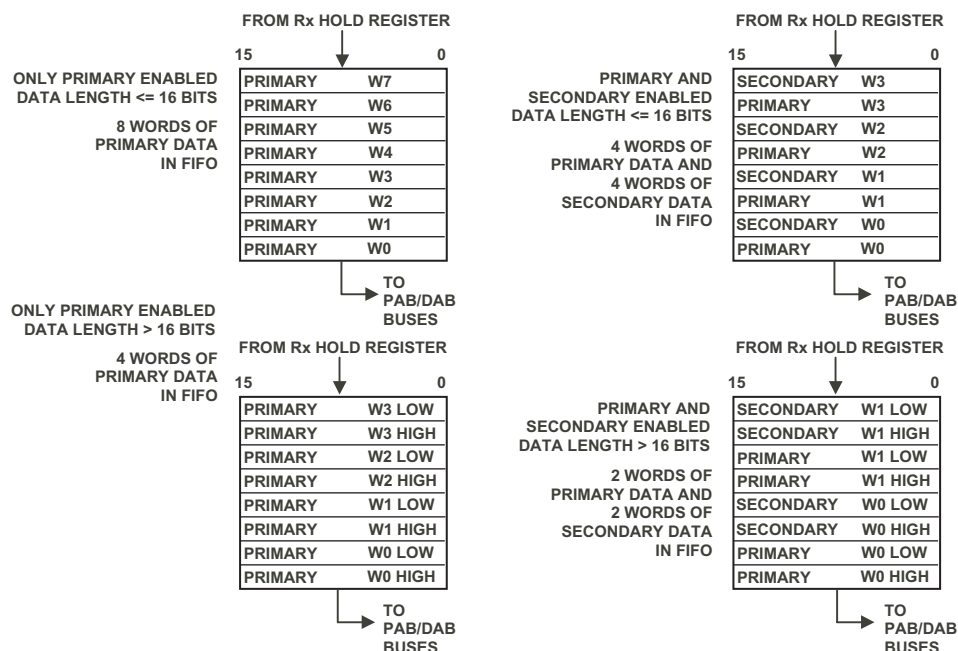 FROM Rx HOLD REGISTER
15 0
ONLY PRIMARY ENABLED
DATA LENGTH <= 16 BITS
8 WORDS OF
PRIMARY DATA
IN FIFO
PRIMARY W7
PRIMARY W6
PRIMARY W5
PRIMARY W4
PRIMARY W3
PRIMARY W2
PRIMARY W1
PRIMARY W0
TO
PAB/DAB
BUSES
FROM Rx HOLD REGISTER
15 0
PRIMARY AND
SECONDARY ENABLED
DATA LENGTH <= 16 BITS
4 WORDS OF
PRIMARY DATA AND
4 WORDS OF
SECONDARY DATA
IN FIFO
SECONDARY W3
PRIMARY W3
SECONDARY W2
PRIMARY W2
SECONDARY W1
PRIMARY W1
SECONDARY W0
PRIMARY W0
TO
PAB/DAB
BUSES
ONLY PRIMARY ENABLED
DATA LENGTH > 16 BITS
4 WORDS OF
PRIMARY DATA
IN FIFO
FROM Rx HOLD REGISTER
15 0
PRIMARY W3 LOW
PRIMARY W3 HIGH
PRIMARY W2 LOW
PRIMARY W2 HIGH
PRIMARY W1 LOW
PRIMARY W1 HIGH
PRIMARY W0 LOW
PRIMARY W0 HIGH
TO
PAB/DAB
BUSES
FROM Rx HOLD REGISTER
15 0
PRIMARY AND
SECONDARY ENABLED
DATA LENGTH > 16 BITS
2 WORDS OF
PRIMARY DATA AND
2 WORDS OF
SECONDARY DATA
IN FIFO
SECONDARY W1 LOW
SECONDARY W1 HIGH
PRIMARY W1 LOW
PRIMARY W1 HIGH
SECONDARY W0 LOW
SECONDARY W0 HIGH
PRIMARY W0 LOW
PRIMARY W0 HIGH
TO
PAB/DAB
BUSES